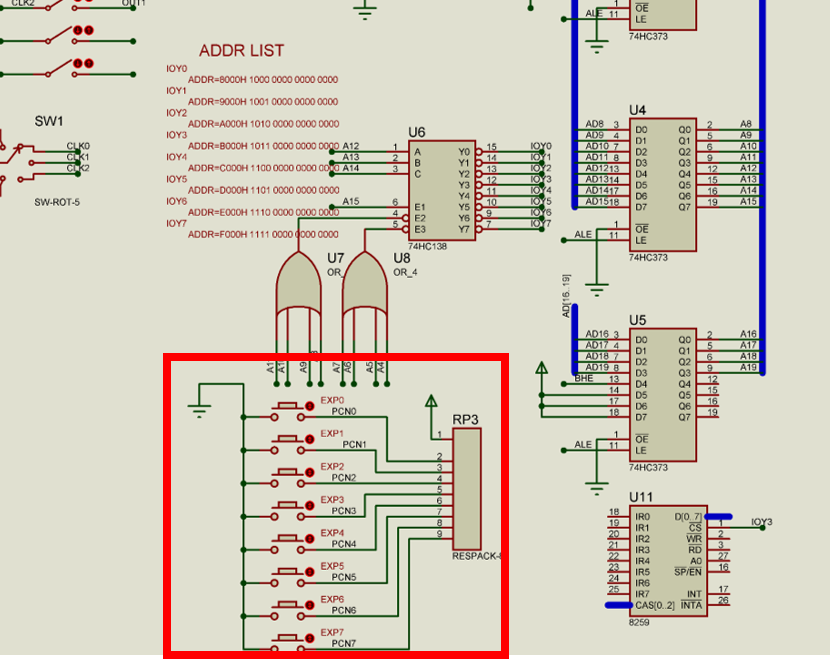 CLK2
OUT1
ADDR LIST
IOY0
ADDR=8000H 1000 0000 0000 0000
IOY1
ADDR=9000H 1001 0000 0000 0000
IOY2
ADDR=A000H 1010 0000 0000 0000
IOY3
ADDR=B000H 1011 0000 0000 0000
IOY4
ADDR=C000H 1100 0000 0000 0000
IOY5
ADDR=D000H 1101 0000 0000 0000
IOY6
ADDR=E000H 1110 0000 0000 0000
IOY7
ADDR=F000H 1111 0000 0000 0000
SW1
CLK0
CLK1
CLK2
SW-ROT-5
U6
A12 1 A Y0 15 IOY0
A13 2 B Y1 14 IOY1
A14 3 C Y2 13 IOY2
Y3 12 IOY3
Y4 11 IOY4
A15 6 E1 Y5 10 IOY5
4 E2 Y6 9 IOY6
5 E3 Y7 7 IOY7
74HC138
U7
OR_
U8
OR_4
A9
A7
A6
A5
A4
EXP0
PCN0
EXP1
PCN1
EXP2
PCN2
EXP3
PCN3
EXP4
PCN4
EXP5
PCN5
EXP6
PCN6
EXP7
PCN7
RP3
1
2
3
4
5
6
7
8
9
RESPACK-8
1 OE
ALE 11 LE
74HC373
U4
AD8 3 D0 Q0 2 A8
AD9 4 D1 Q1 5 A9
AD10 7 D2 Q2 6 A10
AD11 8 D3 Q3 9 A11
AD12 13 D4 Q4 12 A12
AD13 14 D5 Q5 15 A13
AD14 17 D6 Q6 16 A14
AD15 18 D7 Q7 19 A15
1 OE
ALE 11 LE
74HC373
AD[16..19]
U5
AD16 3 D0 Q0 2 A16
AD17 4 D1 Q1 5 A17
AD18 7 D2 Q2 6 A18
AD19 8 D3 Q3 9 A19
BHE 13 D4 Q4 12
14 D5 Q5 15
17 D6 Q6 16
18 D7 Q7 19
1 OE
ALE 11 LE
74HC373
U11
18 IR0 D[0..7]
19 IR1 CS 1 IOY3
20 IR2 WR 2
21 IR3 RD 3
22 IR4 A0 27
23 IR5 SP/EN 16
24 IR6
25 IR7 INT 17
CAS[0..2] INTA 26
8259